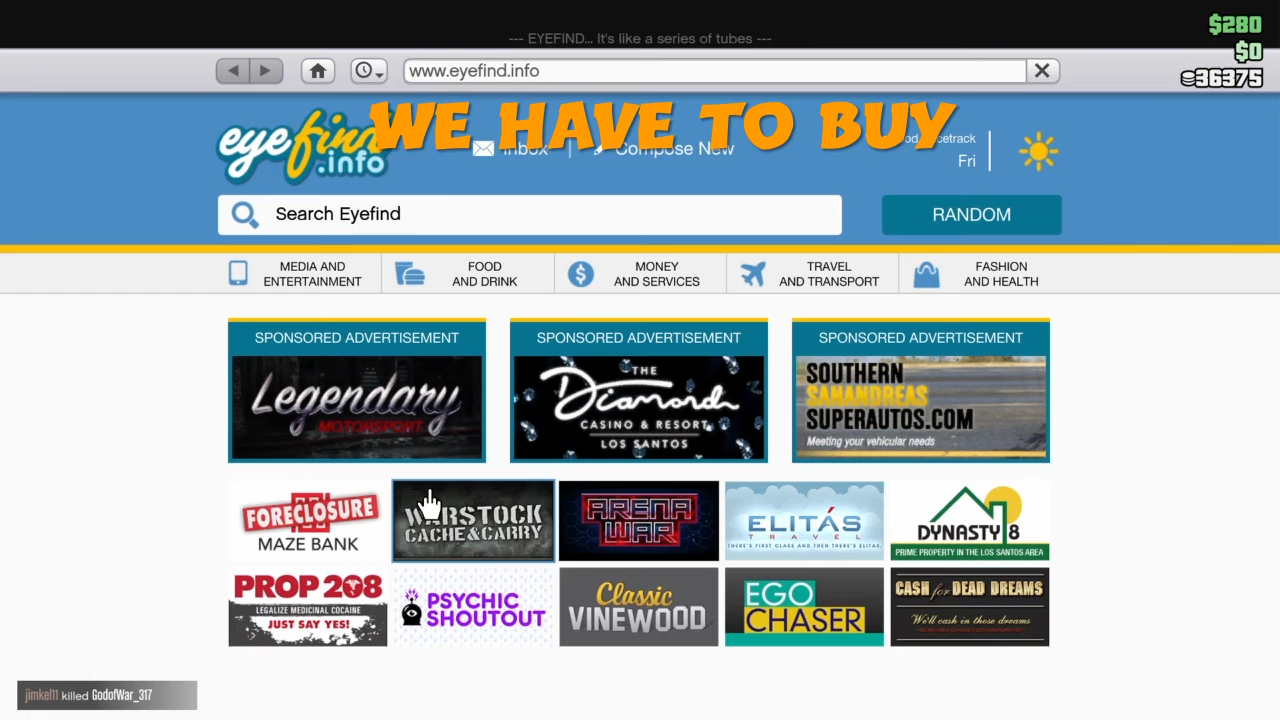 --- EYEFIND... It's like a series of tubes ---
$280
$0
36375
www.eyefind.info
WE HAVE TO BUY
eyefind
.info
Inbox
Compose New
Fri
Search Eyefind
RANDOM
MEDIA AND
ENTERTAINMENT
FOOD
AND DRINK
MONEY
AND SERVICES
TRAVEL
AND TRANSPORT
FASHION
AND HEALTH
SPONSORED ADVERTISEMENT
Legendary
MOTORSPORT
SPONSORED ADVERTISEMENT
THE
Diamond
CASINO & RESORT
LOS SANTOS
SPONSORED ADVERTISEMENT
SOUTHERN
SANANDREAS
SUPERAUTOS.COM
Meeting your vehicular needs
FORECLOSURE
MAZE BANK
WARSTOCK
CACHE&CARRY
ARENA
WAR
ELITÁS
TRAVEL
THERE'S FIRST CLASS AND THEN THERE'S ELITAS.
DYNASTY 8
PRIME PROPERTY IN THE LOS SANTOS AREA
PROP 208
LEGALIZE MEDICINAL COCAINE
JUST SAY YES!
PSYCHIC
SHOUTOUT
Classic
VINEWOOD
EGO
CHASER
CASH for DEAD DREAMS
We'll cash in those dreams
jimkel11 killed GodofWar_317